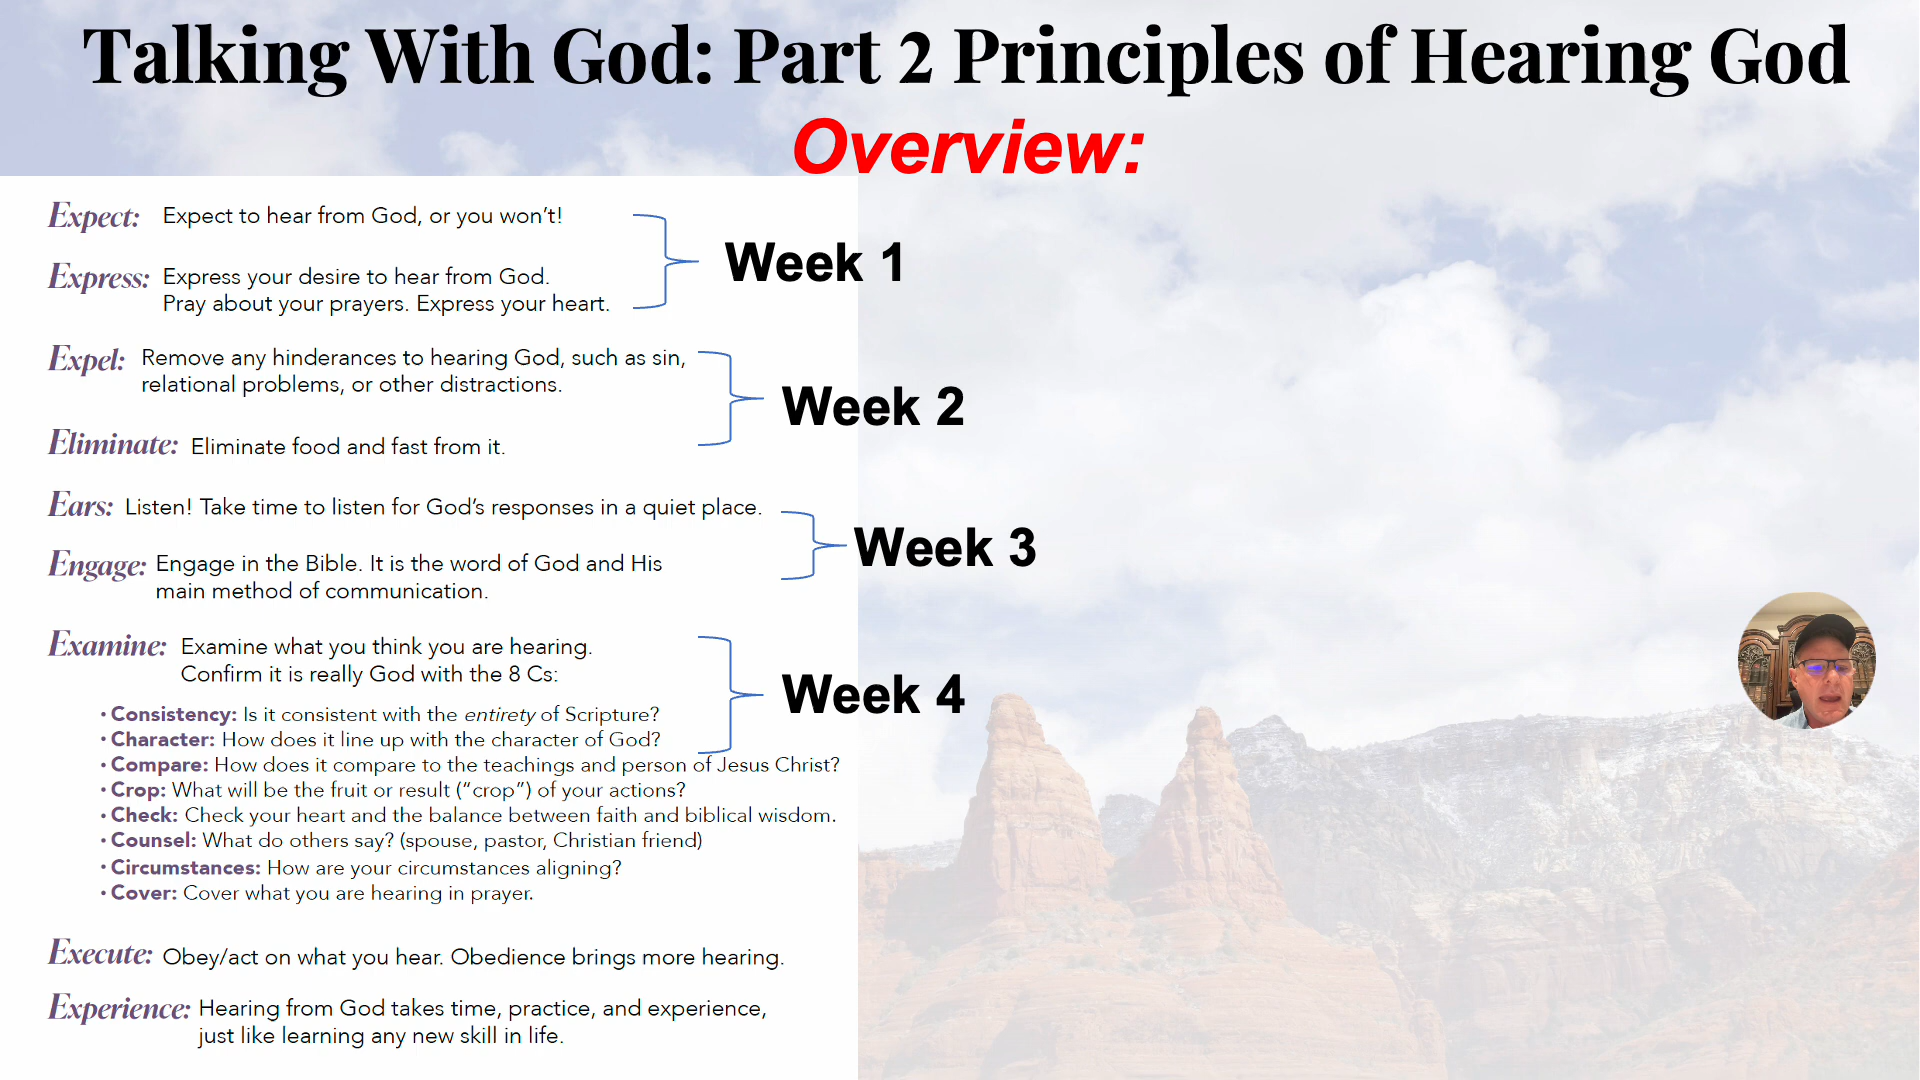 Talking With God: Part 2 Principles of Hearing God
Overview:
Expect: Expect to hear from God, or you won't!
Week 1
Express: Express your desire to hear from God.
Pray about your prayers. Express your heart.
Expel: Remove any hinderances to hearing God, such as sin,
relational problems, or other distractions.
Week 2
Eliminate: Eliminate food and fast from it.
Ears: Listen! Take time to listen for God's responses in a quiet place.
Week 3
Engage: Engage in the Bible. It is the word of God and His
main method of communication.
Examine: Examine what you think you are hearing.
Confirm it is really God with the 8 Cs:
Week 4
• Consistency: Is it consistent with the entirety of Scripture?
• Character: How does it line up with the character of God?
• Compare: How does it compare to the teachings and person of Jesus Christ?
• Crop: What will be the fruit or result (“crop”) of your actions?
• Check: Check your heart and the balance between faith and biblical wisdom.
• Counsel: What do others say? (spouse, pastor, Christian friend)
• Circumstances: How are your circumstances aligning?
• Cover: Cover what you are hearing in prayer.
Execute: Obey/act on what you hear. Obedience brings more hearing.
Experience: Hearing from God takes time, practice, and experience,
just like learning any new skill in life.